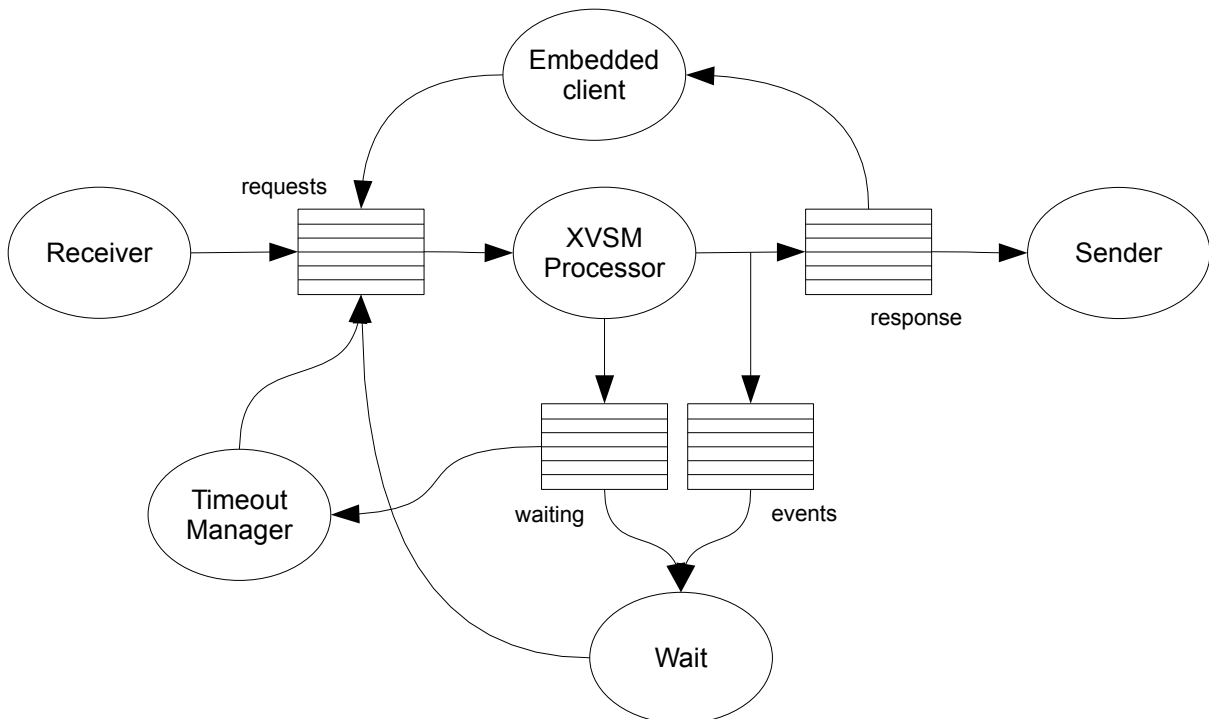 Embedded
client
requests
Receiver
XVSM
Processor
Sender
response
Timeout
Manager
waiting
events
Wait